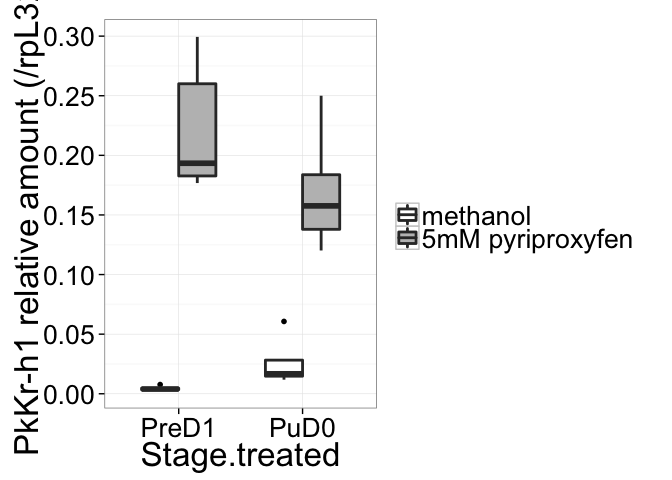 PkKr-h1 relative amount (/rpL32
0.30
0.25
0.20
0.15
0.10
0.05
0.00
PreD1 PuD0
Stage.treated
methanol
5mM pyriproxyfen